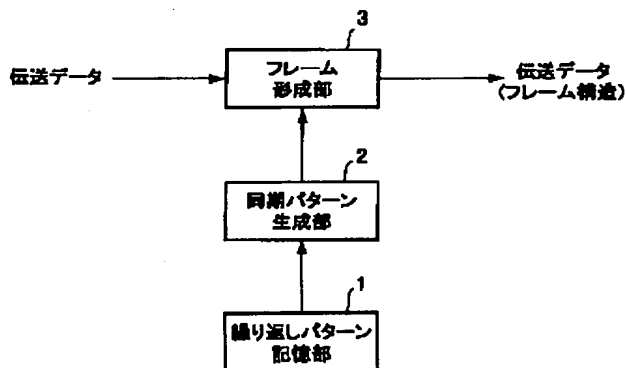 3
伝送データ
フレーム
形成部
伝送データ
(フレーム構造)
2
同期パターン
生成部
1
繰り返しパターン
記憶部